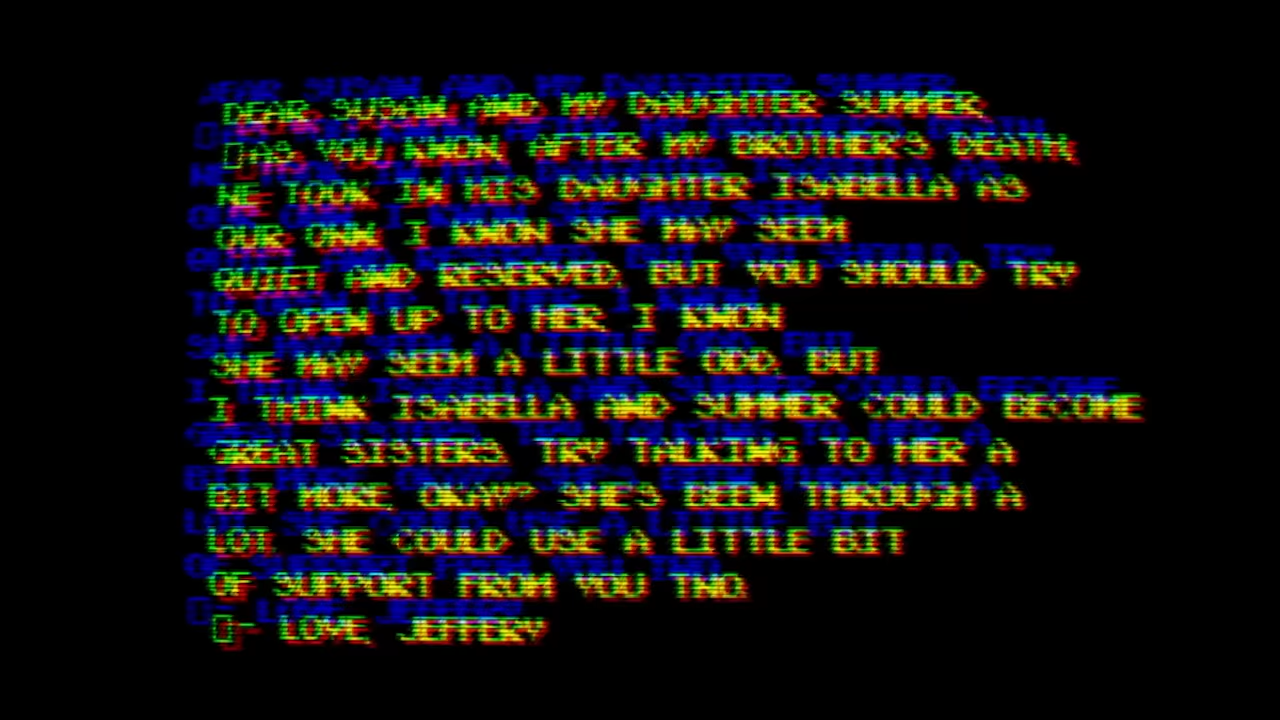 DEAR SUSAN AND MY DAUGHTER SUMMER
▯AS YOU KNOW, AFTER MY BROTHER'S DEATH,
WE TOOK IN HIS DAUGHTER ISABELLA AS
OUR OWN. I KNOW SHE MAY SEEM
QUIET AND RESERVED, BUT YOU SHOULD TRY
TO OPEN UP TO HER. I KNOW
SHE MAY SEEM A LITTLE ODD, BUT
I THINK ISABELLA AND SUMMER COULD BECOME
GREAT SISTERS. TRY TALKING TO HER A
BIT MORE, OKAY? SHE'S BEEN THROUGH A
LOT, SHE COULD USE A LITTLE BIT
OF SUPPORT FROM YOU TWO.
▯- LOVE, JEFFERY